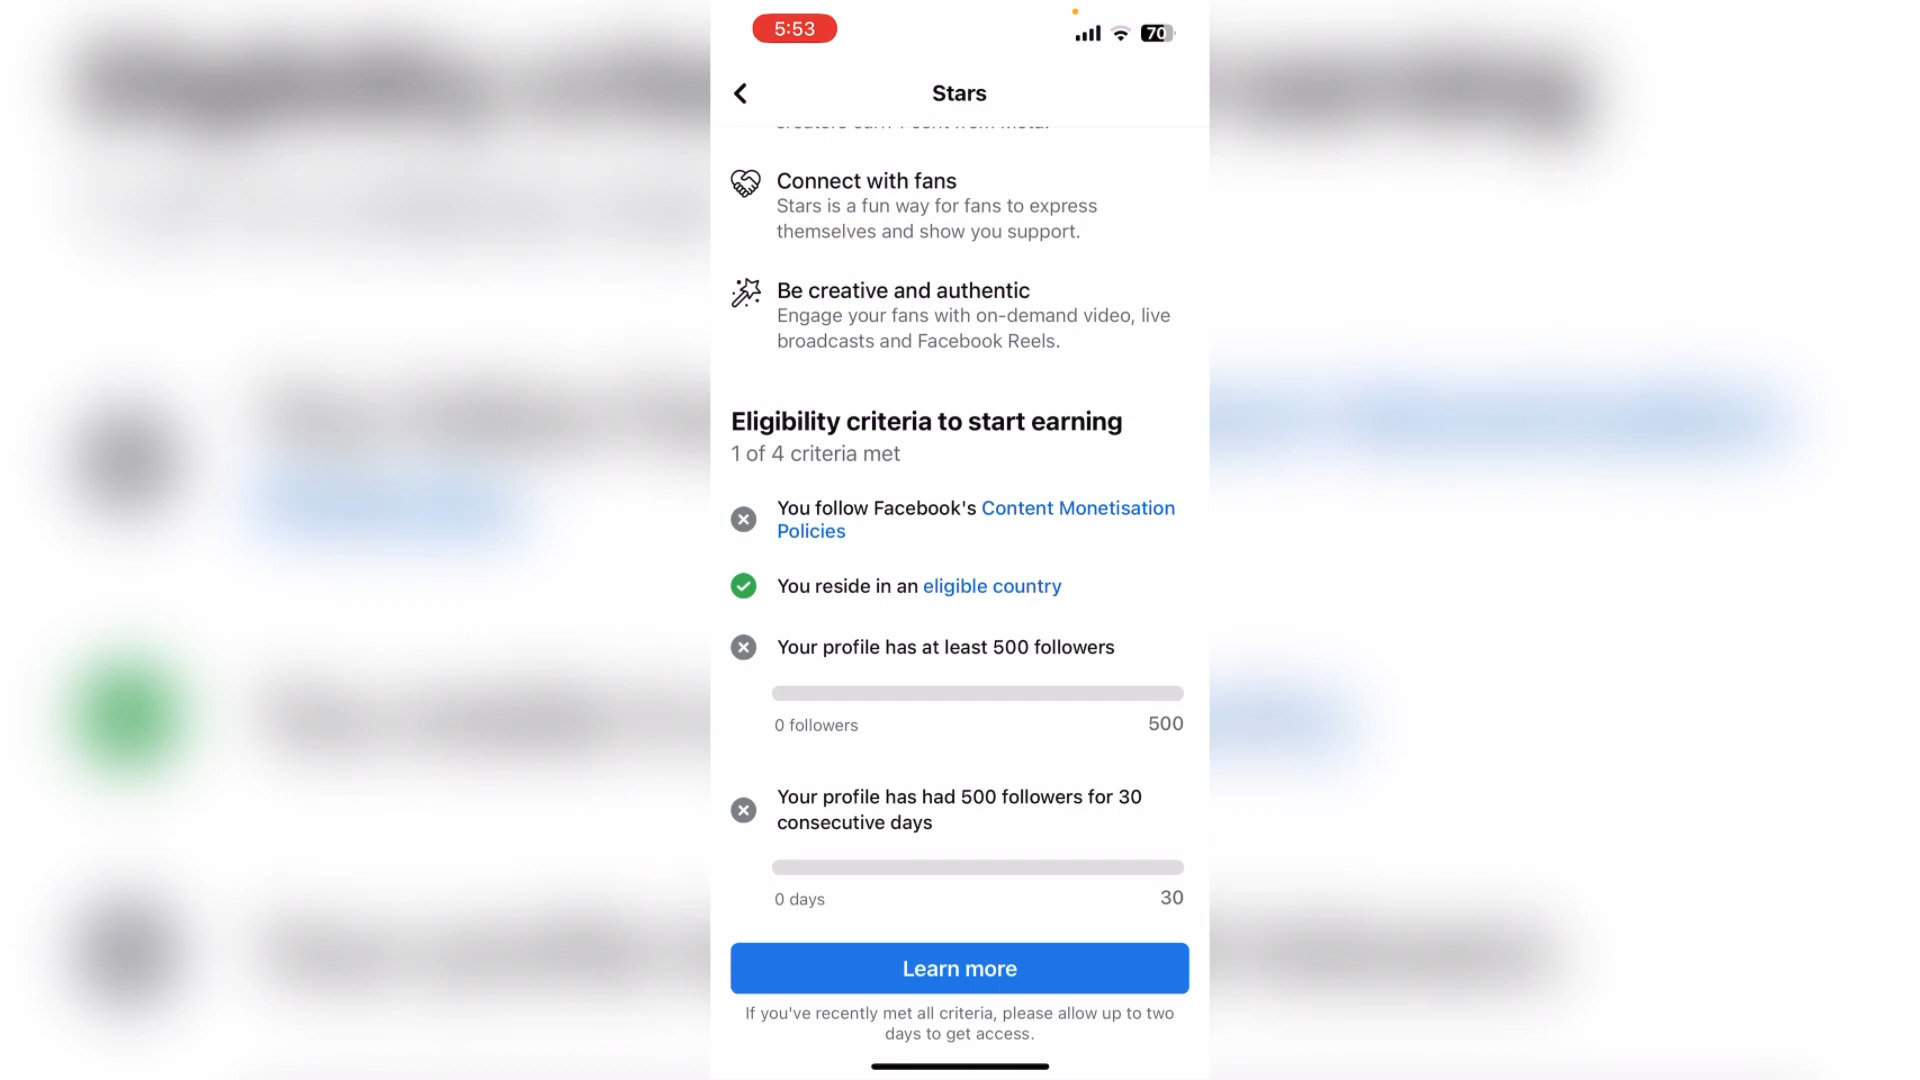 5:53
70
Stars
Connect with fans
Stars is a fun way for fans to express
themselves and show you support.
Be creative and authentic
Engage your fans with on-demand video, live
broadcasts and Facebook Reels.
Eligibility criteria to start earning
1 of 4 criteria met
You follow Facebook's Content Monetisation
Policies
You reside in an eligible country
Your profile has at least 500 followers
0 followers 500
Your profile has had 500 followers for 30
consecutive days
0 days 30
Learn more
If you've recently met all criteria, please allow up to two
days to get access.